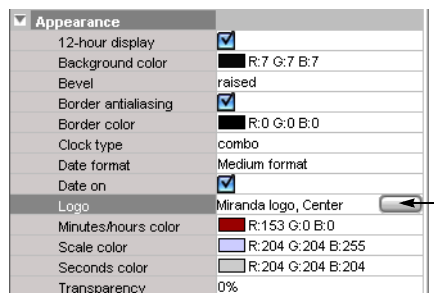 Appearance
12-hour display
Background color R:7 G:7 B:7
Bevel raised
Border antialiasing
Border color R:0 G:0 B:0
Clock type combo
Date format Medium format
Date on
Logo Miranda logo, Center
Minutes/hours color R:153 G:0 B:0
Scale color R:204 G:204 B:255
Seconds color R:204 G:204 B:204
Transparency 0%